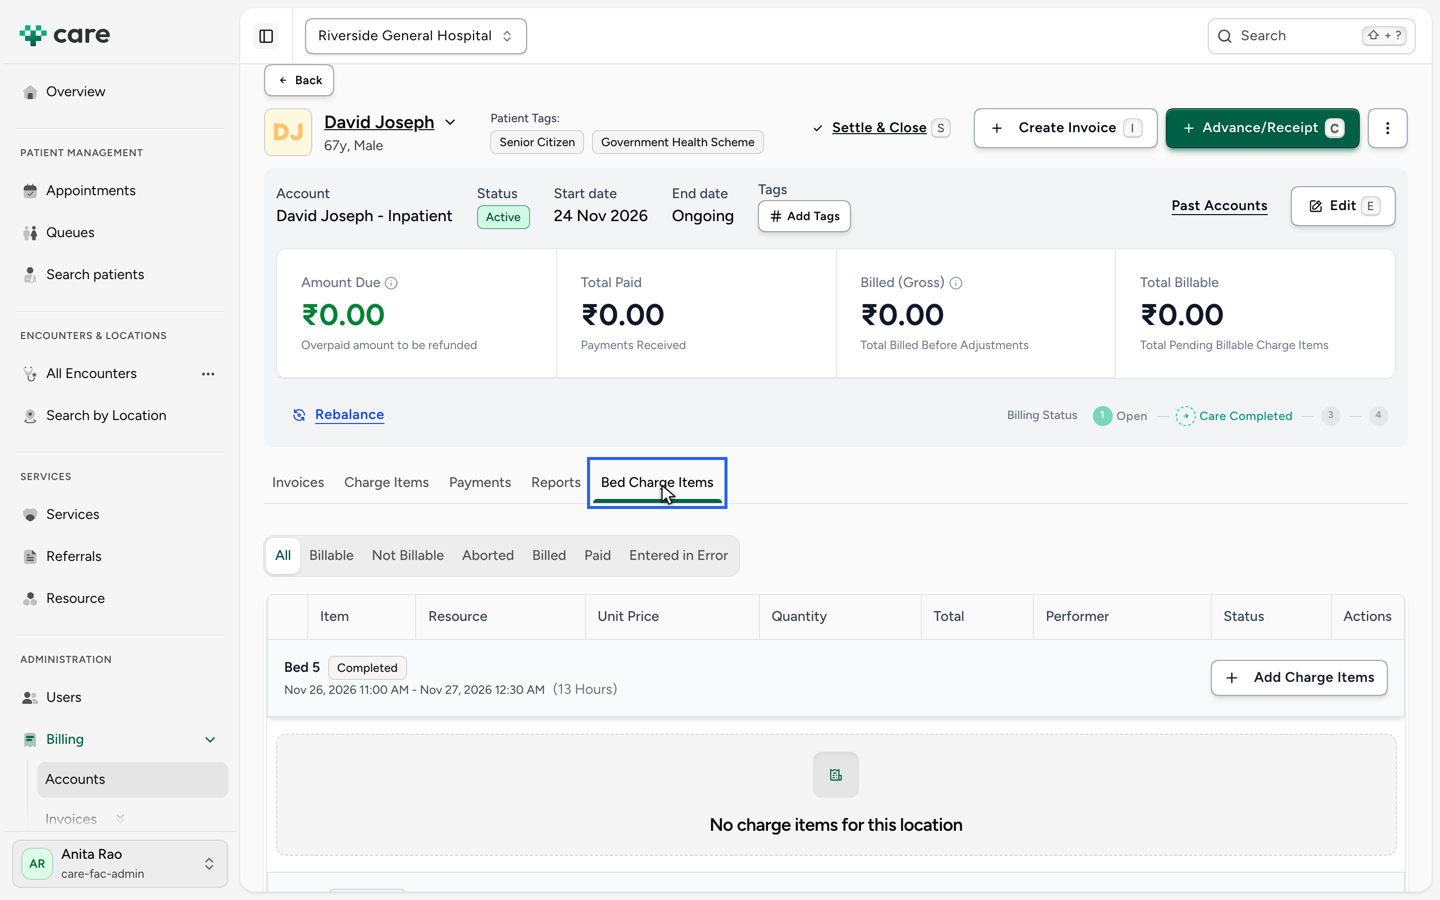 care
Riverside General Hospital
Search
+ ?
Overview
PATIENT MANAGEMENT
Appointments
Queues
Search patients
ENCOUNTERS & LOCATIONS
All Encounters
Search by Location
SERVICES
Services
Referrals
Resource
ADMINISTRATION
Users
Billing
Accounts
Invoices
AR
Anita Rao
care-fac-admin
Back
DJ
David Joseph
67y, Male
Patient Tags:
Senior Citizen
Government Health Scheme
Settle & Close S
+ Create Invoice I
+ Advance/Receipt C
Account
David Joseph - Inpatient
Status
Active
Start date
24 Nov 2026
End date
Ongoing
Tags
# Add Tags
Past Accounts
Edit E
Amount Due
₹0.00
Overpaid amount to be refunded
Total Paid
₹0.00
Payments Received
Billed (Gross)
₹0.00
Total Billed Before Adjustments
Total Billable
₹0.00
Total Pending Billable Charge Items
Rebalance
Billing Status 1 Open Care Completed 3 4
Invoices Charge Items Payments Reports Bed Charge Items
All Billable Not Billable Aborted Billed Paid Entered in Error
Item Resource Unit Price Quantity Total Performer Status Actions
Bed 5 Completed
Nov 26, 2026 11:00 AM - Nov 27, 2026 12:30 AM (13 Hours)
+ Add Charge Items
No charge items for this location